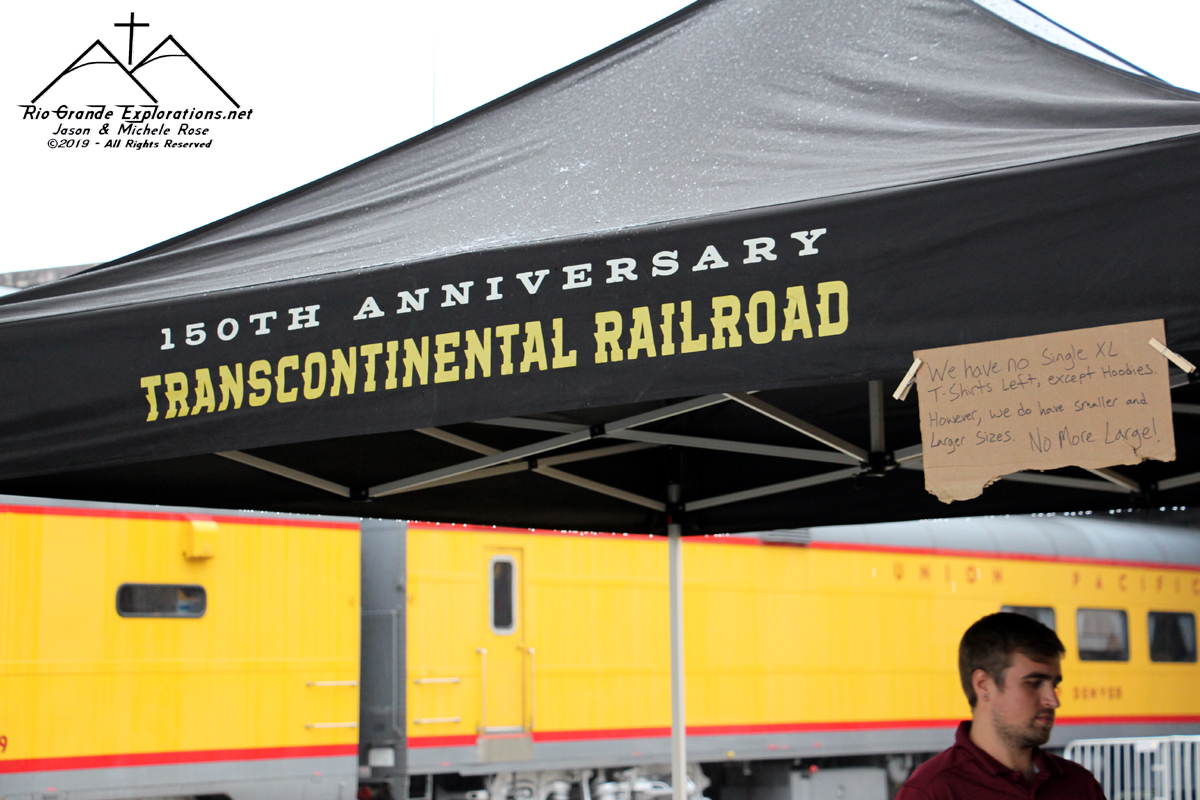 Rio Grande Explorations.net
Jason & Michele Rose
©2019 - All Rights Reserved
150TH ANNIVERSARY
TRANSCONTINENTAL RAILROAD
We have no Single XL
T-Shirts Left, except Hoodies.
However, we do have smaller and
Larger Sizes. No More Large!
UNION PACIFIC
9